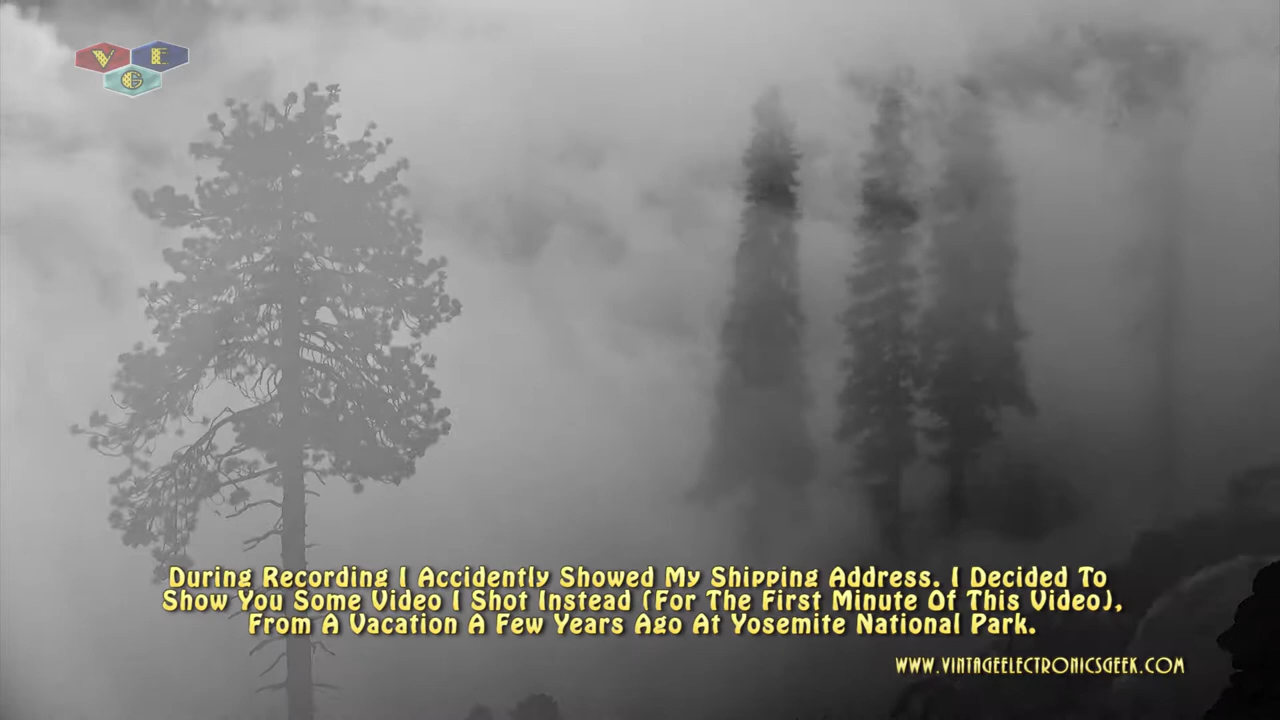 V E
G
During Recording I Accidently Showed My Shipping Address. I Decided To
Show You Some Video I Shot Instead (For The First Minute Of This Video),
From A Vacation A Few Years Ago At Yosemite National Park.
WWW.VINTAGEELECTRONICSGEEK.COM